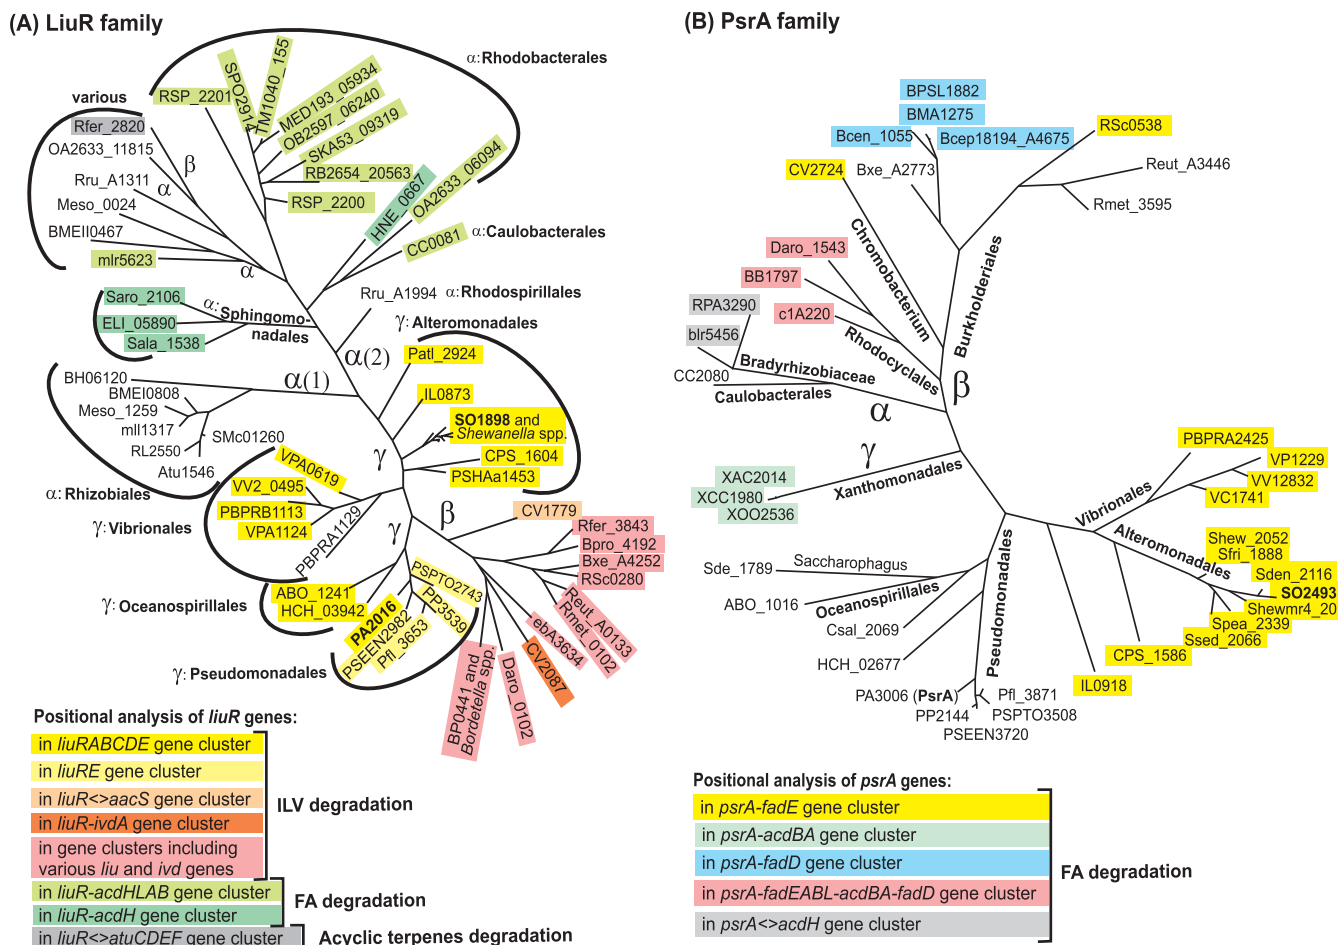 (A) LiuR family
α: Rhodobacterales
RSP_2201
SPO2914
TM1040_155
MED193_05934
OB2597_06240
SKA53_09319
RB2654_20563
RSP_2200
HNE_0667
OA2633_06094
CC0081
α: Caulobacterales
various
Rfer_2820
OA2633_11815
Rru_A1311
Meso_0024
BMEII0467
mlr5623
β
α
α
Saro_2106
ELI_05890
Sala_1538
α: Sphingomo-
nadales
Rru_A1994
α: Rhodospirillales
γ: Alteromonadales
α(2)
Patl_2924
IL0873
SO1898 and
Shewanella spp.
CPS_1604
PSHAa1453
α(1)
BH06120
BMEI0808
Meso_1259
mll1317
RL2550
SMc01260
Atu1546
α: Rhizobiales
γ
VPA0619
VV2_0495
PBPRB1113
VPA1124
PBPRA1129
γ: Vibrionales
γ
β
CV1779
Rfer_3843
Bpro_4192
Bxe_A4252
RSc0280
Reut_A0133
Rmet_0102
ebA3634
CV2087
Daro_0102
BP0441 and
Bordetella spp.
ABO_1241
HCH_03942
γ: Oceanospirillales
PSPTO2743
PP3539
Pfl_3653
PSEEN2982
PA2016
γ: Pseudomonadales
Positional analysis of liuR genes:
in liuRABCDE gene cluster
in liuRE gene cluster
in liuR<>aacS gene cluster
in liuR-ivdA gene cluster
in gene clusters including
various liu and ivd genes
ILV degradation
in liuR-acdHLAB gene cluster
in liuR-acdH gene cluster
FA degradation
in liuR<>atuCDEF gene cluster
Acyclic terpenes degradation
(B) PsrA family
BPSL1882
BMA1275
Bcen_1055
Bcep18194_A4675
RSc0538
CV2724
Bxe_A2773
Reut_A3446
Rmet_3595
Daro_1543
BB1797
c1A220
Chromobacterium
Burkholderiales
Rhodocyclales
RPA3290
blr5456
CC2080
Bradyrhizobiaceae
Caulobacterales
β
α
γ
XAC2014
XCC1980
XOO2536
Xanthomonadales
PBPRA2425
VP1229
VV12832
VC1741
Vibrionales
Alteromonadales
Shew_2052
Sfri_1888
Sden_2116
SO2493
Shewmr4_20
Spea_2339
Ssed_2066
CPS_1586
IL0918
Sde_1789
Saccharophagus
ABO_1016
Oceanospirillales
Csal_2069
HCH_02677
Pseudomonadales
PA3006 (PsrA)
PP2144
PSEEN3720
Pfl_3871
PSPTO3508
Positional analysis of psrA genes:
in psrA-fadE gene cluster
in psrA-acdBA gene cluster
in psrA-fadD gene cluster
in psrA-fadEABL-acdBA-fadD gene cluster
in psrA<>acdH gene cluster
FA degradation